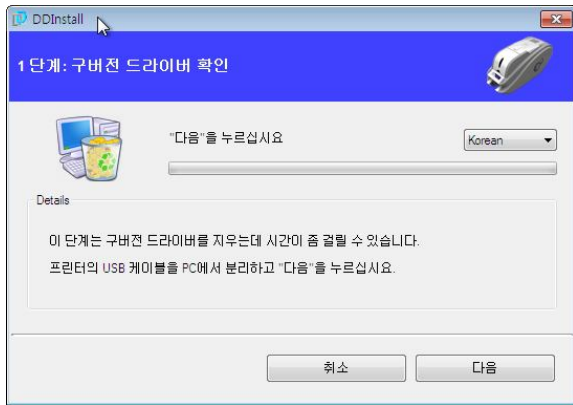 DDInstall
1 단계: 구버전 드라이버 확인
"다음"을 누르십시요
Korean
Details
이 단계는 구버전 드라이버를 지우는데 시간이 좀 걸릴 수 있습니다.
프린터의 USB 케이블을 PC에서 분리하고 "다음"을 누르십시요.
취소
다음